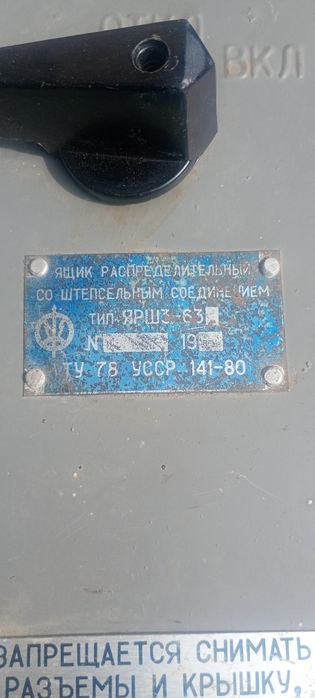 ОТКЛ
ВКЛ
ЯЩИК РАСПРЕДЕЛИТЕЛЬНЫЙ
СО ШТЕПСЕЛЬНЫМ СОЕДИНЕНИЕМ
ТИП-ЯРШ3-63
N 19
ТУ 78 УССР 141-80
ЗАПРЕЩАЕТСЯ СНИМАТЬ
РАЗЪЕМЫ И КРЫШКУ,